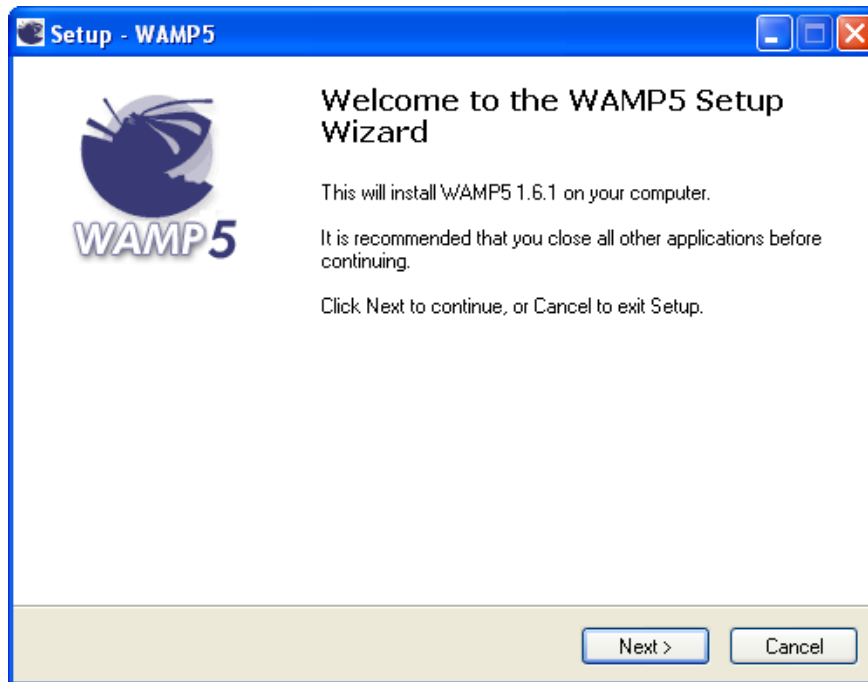 Setup - WAMP5
Welcome to the WAMP5 Setup
Wizard
WAMP5
This will install WAMP5 1.6.1 on your computer.
It is recommended that you close all other applications before
continuing.
Click Next to continue, or Cancel to exit Setup.
Next >
Cancel